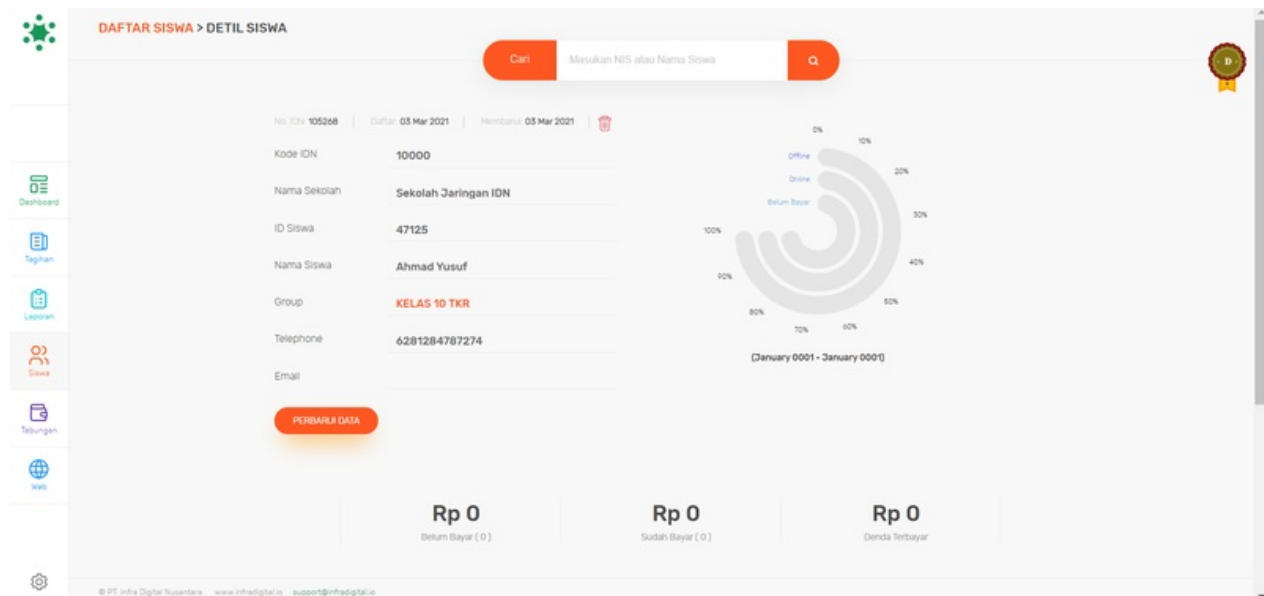 DAFTAR SISWA > DETIL SISWA
Cari
Masukan NIS atau Nama Siswa
D
No. IDN: 105268
Daftar: 03 Mar 2021
Membarui: 03 Mar 2021
Kode IDN 10000
Nama Sekolah Sekolah Jaringan IDN
ID Siswa 47125
Nama Siswa Ahmad Yusuf
Group KELAS 10 TKR
Telephone 6281284787274
Email
PERBARUI DATA
0%
10%
20%
30%
40%
50%
60%
70%
80%
90%
100%
Offline
Online
Belum Bayar
(January 0001 - January 0001)
Dashboard
Tagihan
Laporan
Siswa
Tabungan
Web
Rp 0
Belum Bayar ( 0 )
Rp 0
Sudah Bayar ( 0 )
Rp 0
Denda Terbayar
© PT. Infra Digital Nusantara www.infradigital.io support@infradigital.io